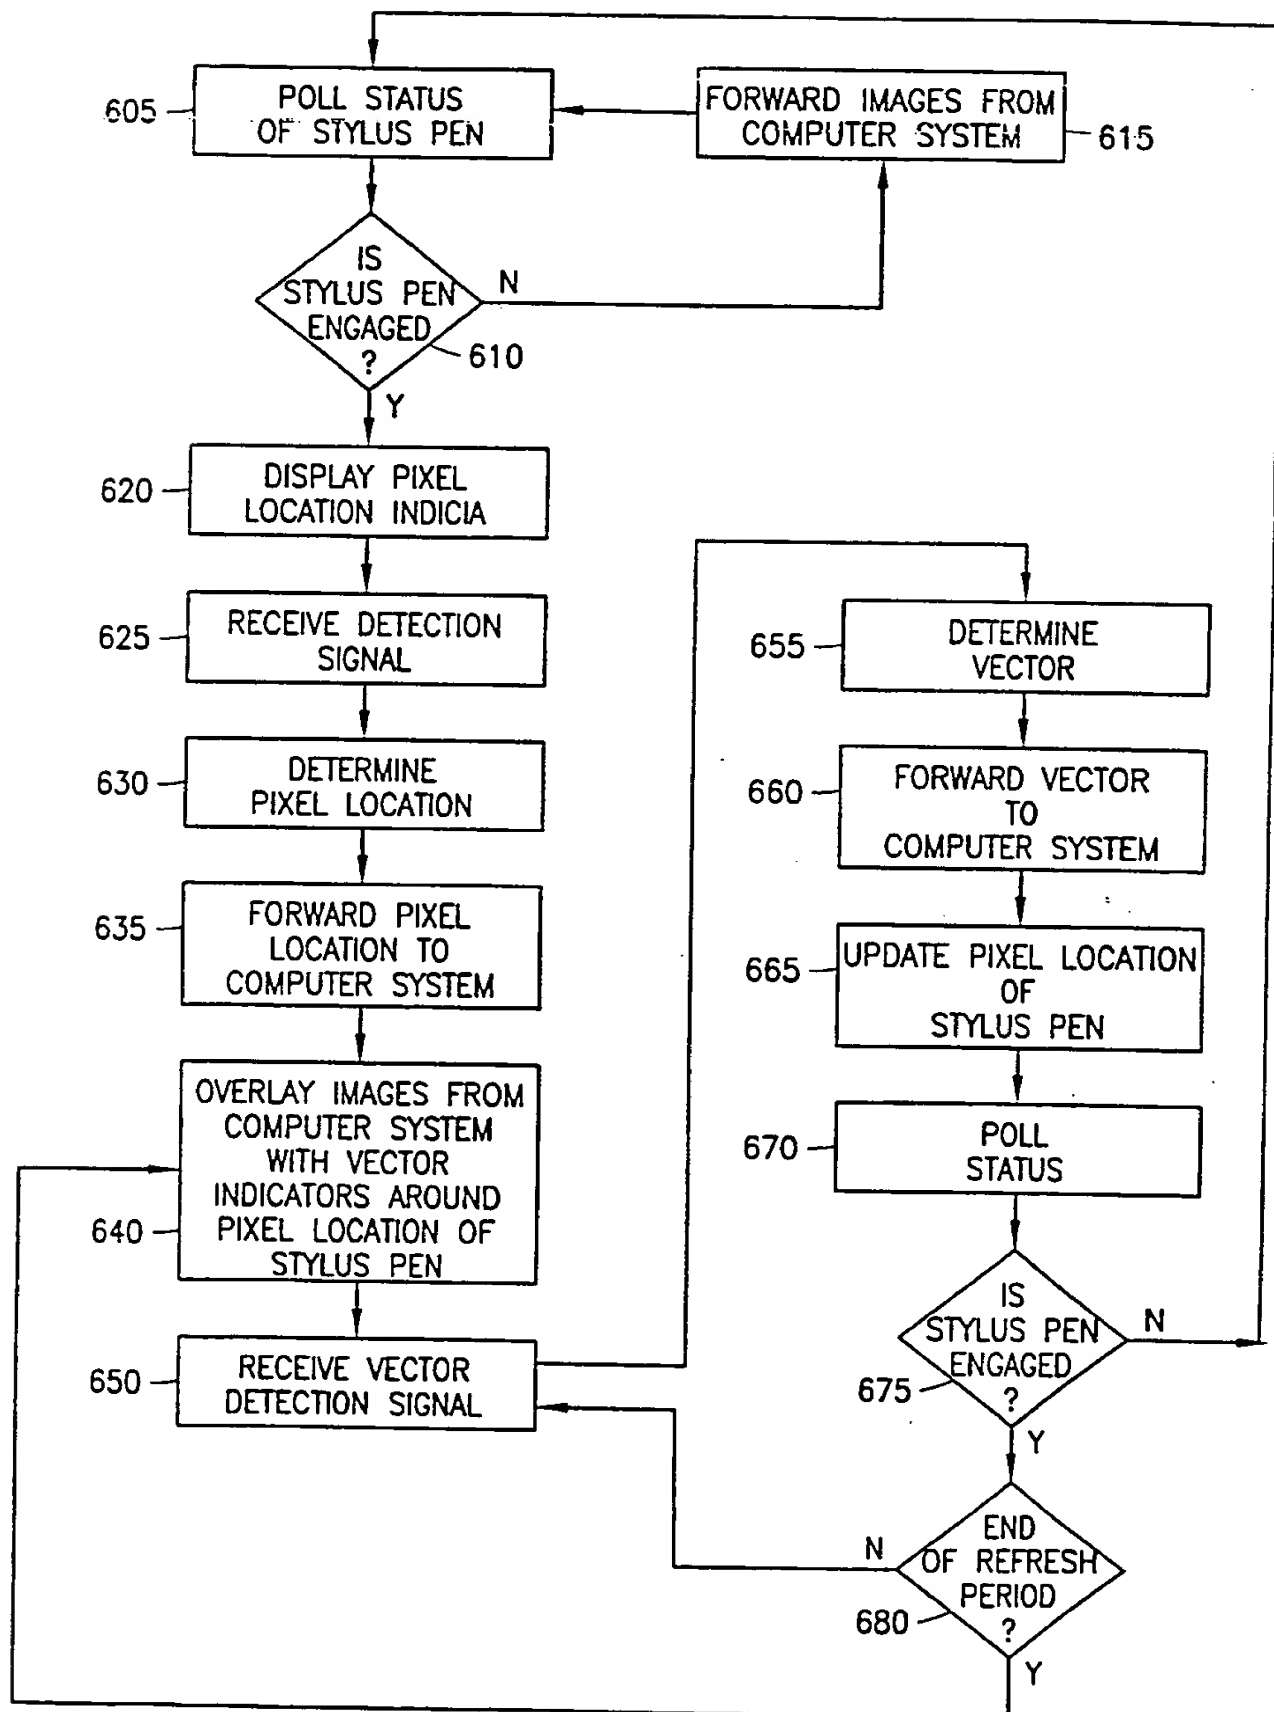 605
POLL STATUS
OF STYLUS PEN
FORWARD IMAGES FROM
COMPUTER SYSTEM
615
IS
STYLUS PEN
ENGAGED
?
N
610
Y
620
DISPLAY PIXEL
LOCATION INDICIA
625
RECEIVE DETECTION
SIGNAL
630
DETERMINE
PIXEL LOCATION
635
FORWARD PIXEL
LOCATION TO
COMPUTER SYSTEM
640
OVERLAY IMAGES FROM
COMPUTER SYSTEM
WITH VECTOR
INDICATORS AROUND
PIXEL LOCATION OF
STYLUS PEN
650
RECEIVE VECTOR
DETECTION SIGNAL
655
DETERMINE
VECTOR
660
FORWARD VECTOR
TO
COMPUTER SYSTEM
665
UPDATE PIXEL LOCATION
OF
STYLUS PEN
670
POLL
STATUS
IS
STYLUS PEN
ENGAGED
?
N
675
Y
END
OF REFRESH
PERIOD
?
N
680
Y